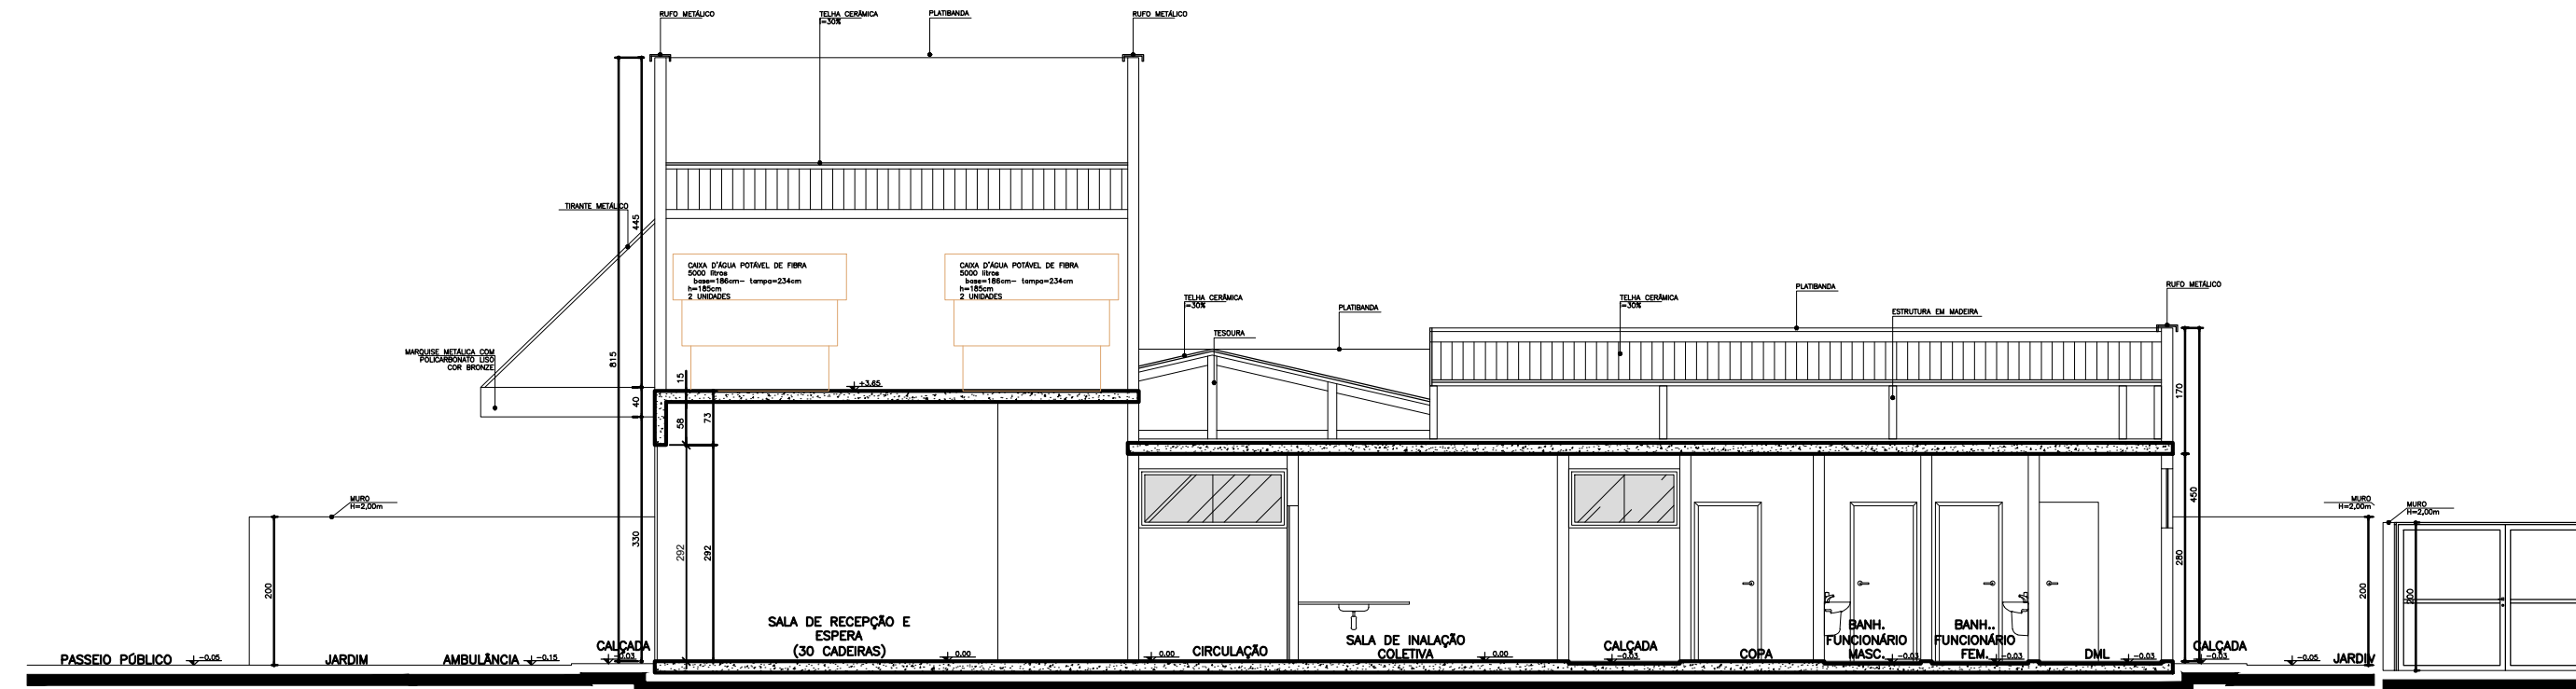 RUFO METÁLICO
TELHA CERÂMICA
I=30%
PLATIBANDA
RUFO METÁLICO
TIRANTE METÁLICO
445
CAIXA D'ÁGUA POTÁVEL DE FIBRA
5000 litros
base=186cm- tampa=234cm
h=185cm
2 UNIDADES
CAIXA D'ÁGUA POTÁVEL DE FIBRA
5000 litros
base=186cm- tampa=234cm
h=185cm
2 UNIDADES
RUFO METÁLICO
PLATIBANDA
TELHA CERÂMICA
I=30%
TELHA CERÂMICA
I=30%
PLATIBANDA
ESTRUTURA EM MADEIRA
TESOURA
MARQUISE METÁLICA COM
POLICARBONATO LISO
COR BRONZE
815
15
+3.65
40
58
73
170
MURO
H=2,00m
450
MURO
H=2,00m
MURO
H=2,00m
330
292
292
280
200
200
200
SALA DE RECEPÇÃO E
ESPERA
(30 CADEIRAS)
0.00
PASSEIO PÚBLICO
-0.05
JARDIM
AMBULÂNCIA
-0.15
CALÇADA
-0.03
0.00
CIRCULAÇÃO
SALA DE INALAÇÃO
COLETIVA
0.00
CALÇADA
-0.03
COPA
BANH.
FUNCIONÁRIO
MASC.
-0.03
BANH..
FUNCIONÁRIO
FEM.
-0.03
DML
-0.03
CALÇADA
-0.03
-0.05
JARDIM